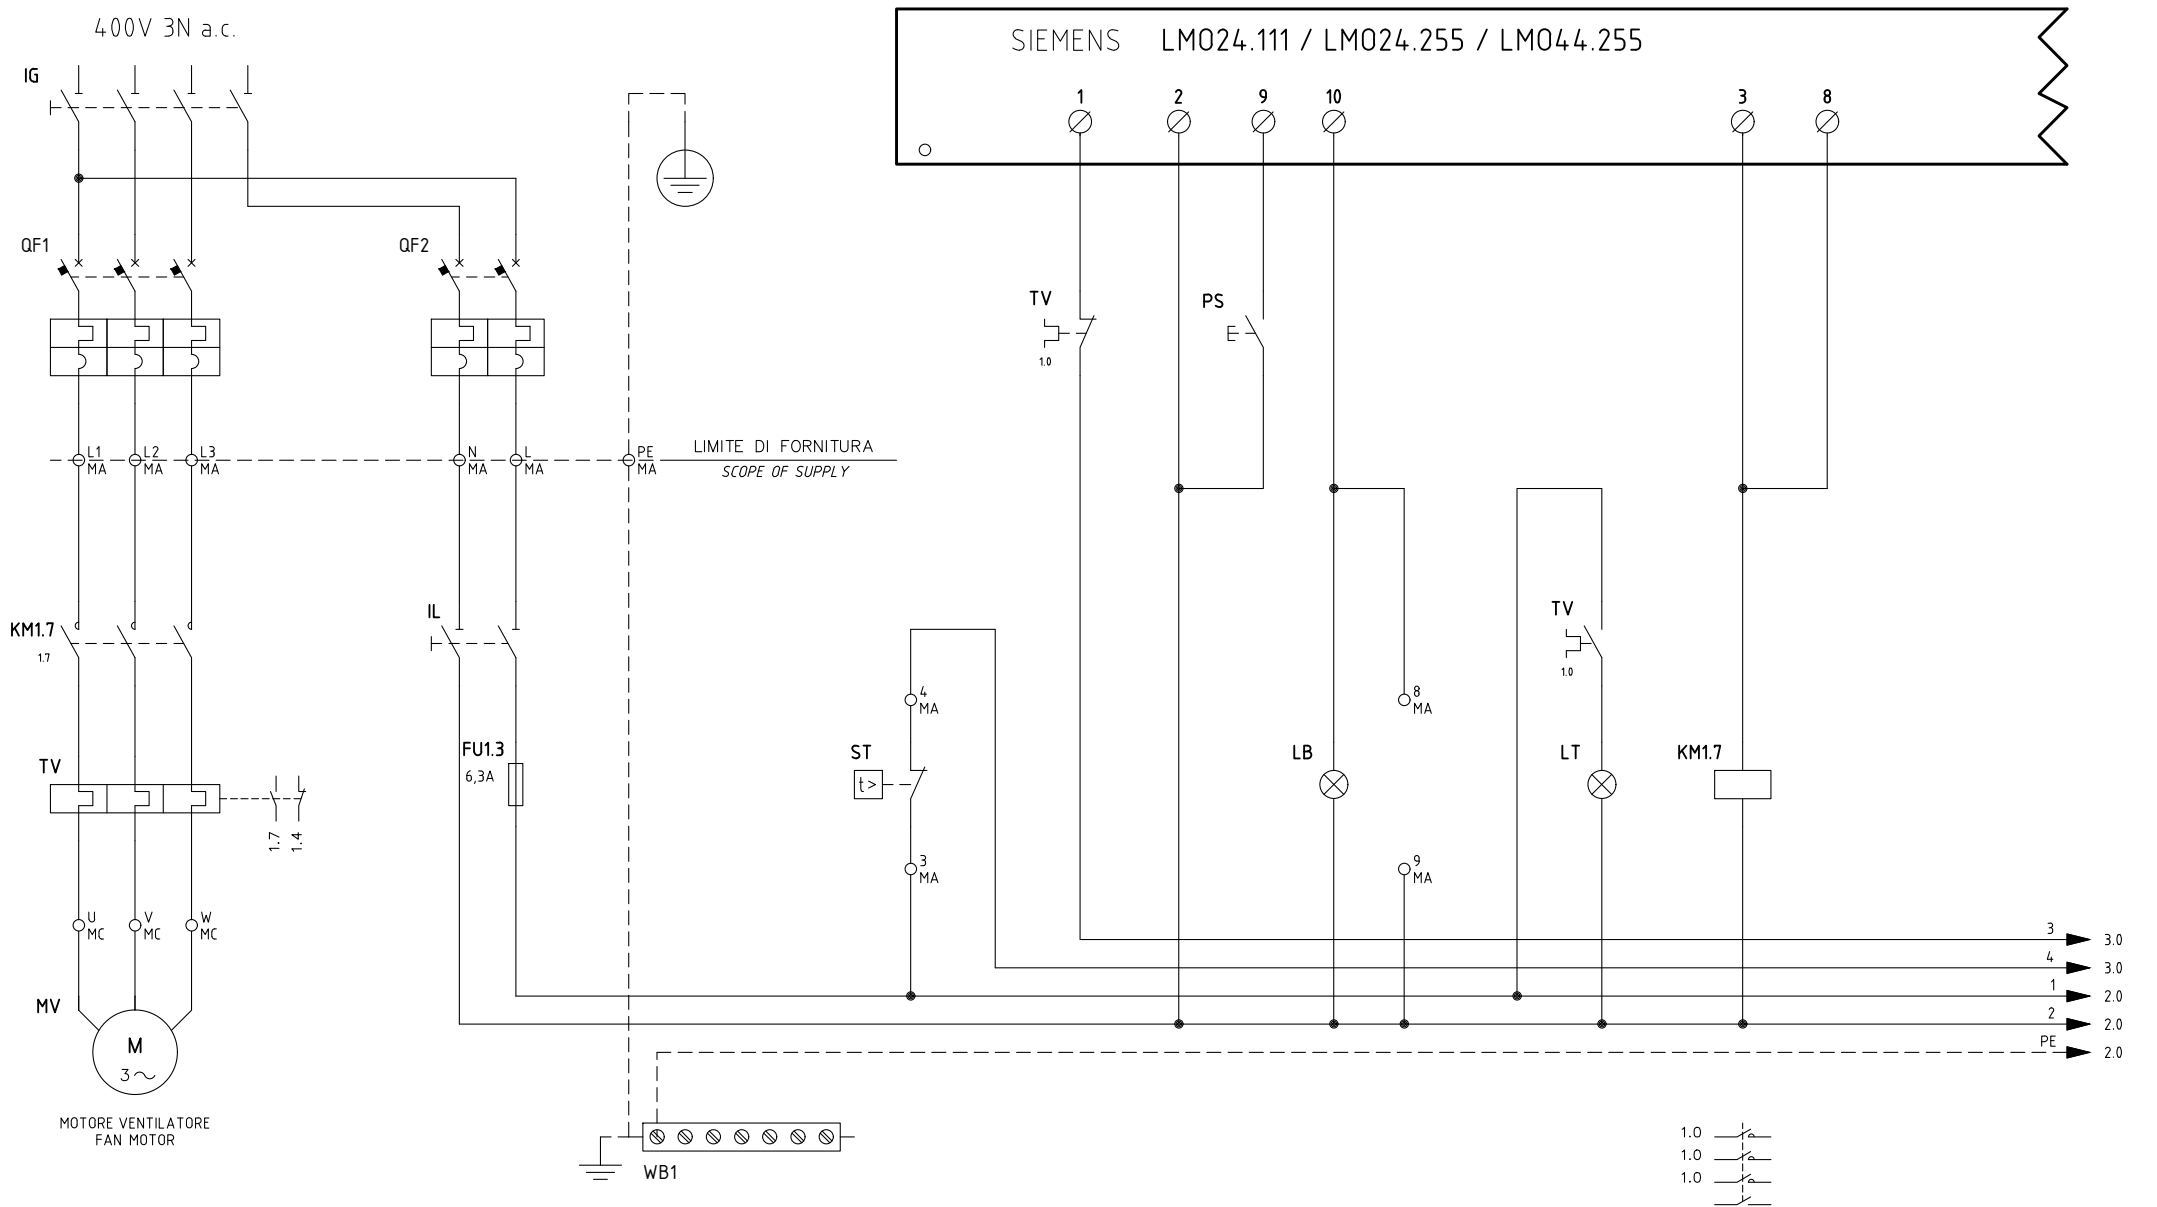 400V 3N a.c.
SIEMENS LMO24.111 / LMO24.255 / LMO44.255
IG
1 2 9 10 3 8
QF1
QF2
TV
1.0
PS
L1
MA
L2
MA
L3
MA
N
MA
L
MA
PE
MA
LIMITE DI FORNITURA
SCOPE OF SUPPLY
KM1.7
1.7
IL
TV
1.0
4
MA
8
MA
TV
FU1.3
6,3A
ST
t>
LB
LT
KM1.7
1.7
1.4
3
MA
9
MA
U
MC
V
MC
W
MC
3 3.0
4 3.0
1 2.0
2 2.0
PE 2.0
MV
M
3~
MOTORE VENTILATORE
FAN MOTOR
WB1
1.0
1.0
1.0